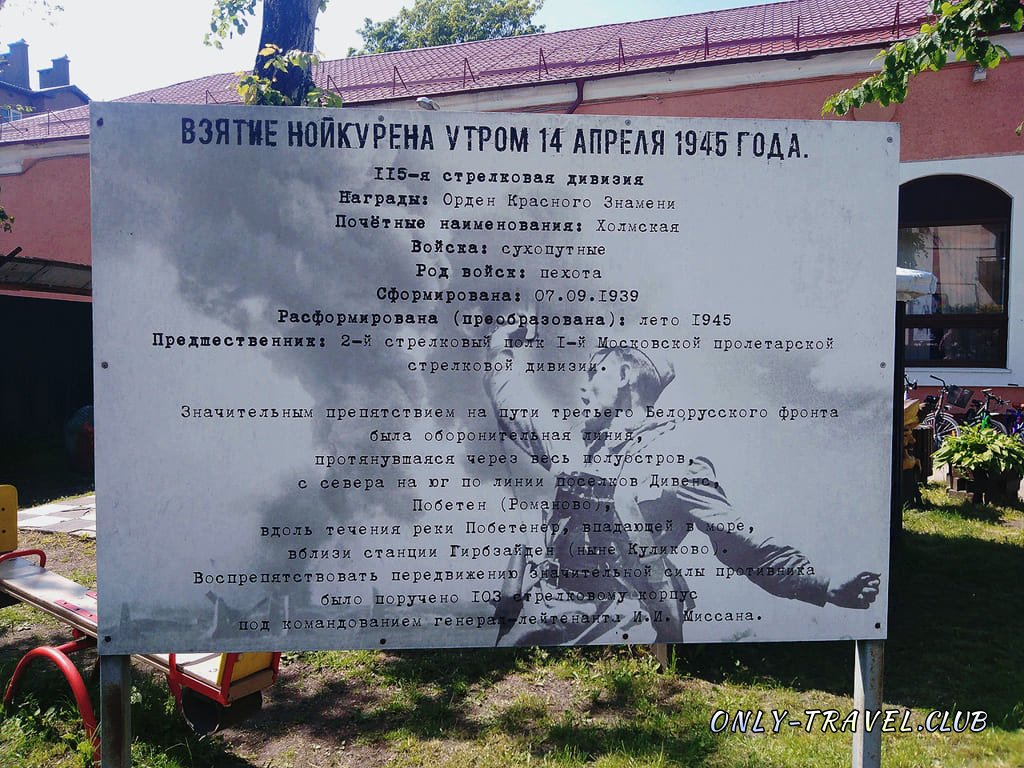 ВЗЯТИЕ НОЙКУРЕНА УТРОМ 14 АПРЕЛЯ 1945 ГОДА.
115-я стрелковая дивизия
Награды: Орден Красного Знамени
Почётные наименования: Холмская
Войска: сухопутные
Род войск: пехота
Сформирована: 07.09.1939
Расформирована (преобразована): лето 1945
Предшественник: 2-й стрелковый полк 1-й Московской пролетарской
стрелковой дивизии.
Значительным препятствием на пути третьего Белорусского фронта
была оборонительная линия,
протянувшаяся через весь полуостров,
с севера на юг по линии поселков Дивенс,
Побетен (Романово),
вдоль течения реки Побетенер, впадающей в море,
вблизи станции Гирбзайден (ныне Куликово).
Воспрепятствовать передвижению значительной силы противника
было поручено 103 стрелковому корпус
под командованием генерал-лейтенанта И.И. Миссана.
ONLY-TRAVEL.CLUB